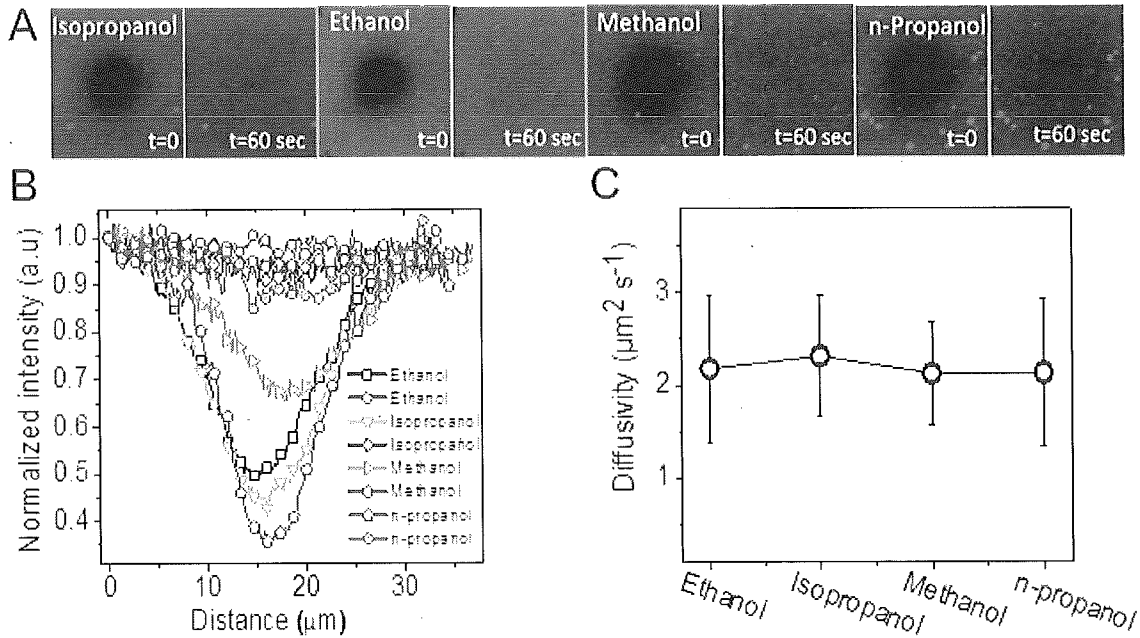 A
Isopropanol
Ethanol
Methanol
n-Propanol
t=0
t=60 sec
t=0
t=60 sec
t=0
t=60 sec
t=0
t=60 sec
B
Normalized intensity (a.u)
1.0
0.9
0.8
0.7
0.6
0.5
0.4
0
10
20
30
Distance (μm)
Ethanol
Ethanol
Isopropanol
Isopropanol
Methanol
Methanol
n-propanol
n-propanol
C
Diffusivity (μm² s⁻¹)
3
2
1
Ethanol
Isopropanol
Methanol
n-propanol